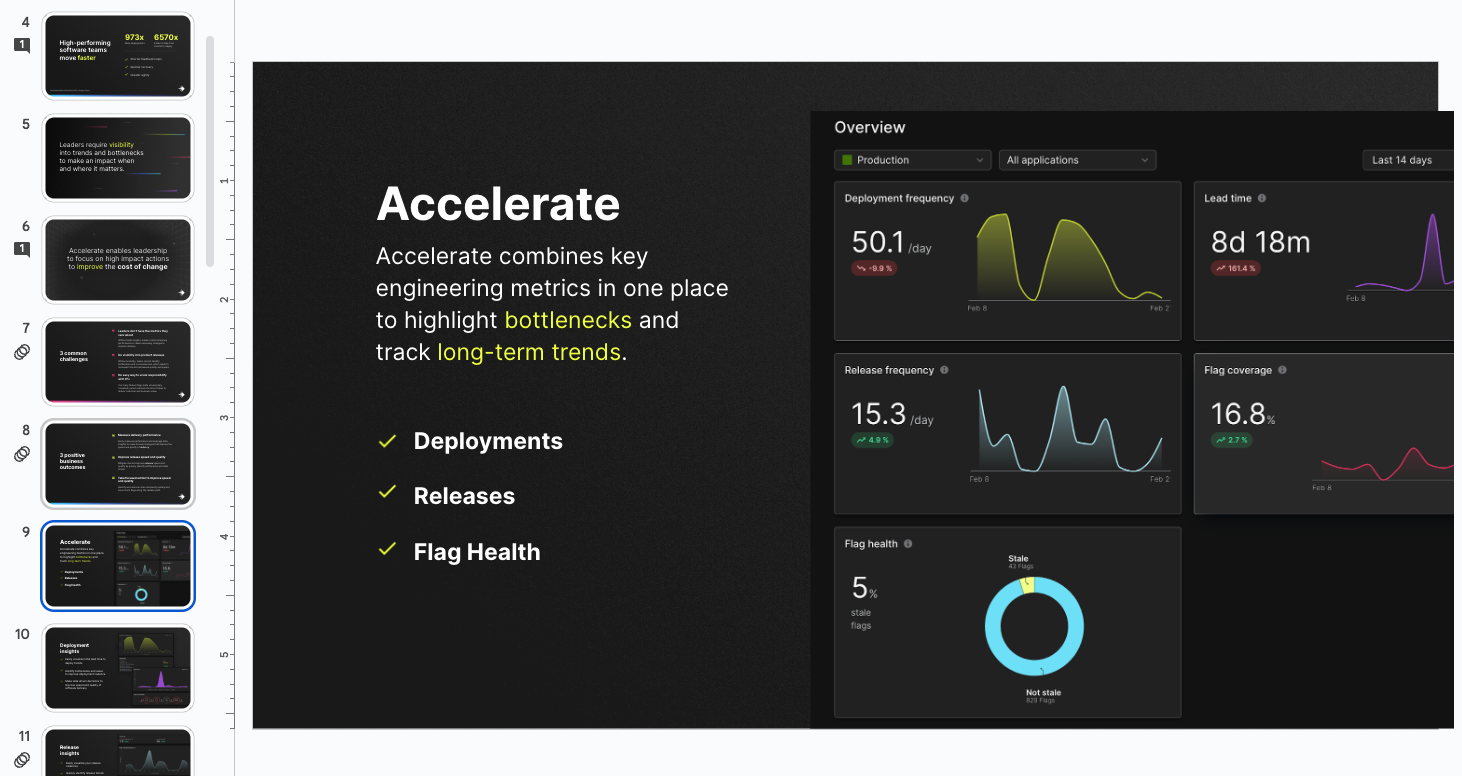 4
1
High-performing
software teams
move faster
973x
6570x
5
Leaders require visibility
into trends and bottlenecks
to make an impact when
and where it matters.
6
1
Accelerate enables leadership
to focus on high impact actions
to improve the cost of change
7
3 common
challenges
8
3 positive
business
outcomes
9
Accelerate
Deployments
Releases
Flag Health
10
Deployment
insights
11
Release
insights
1
2
3
4
5
Accelerate
Accelerate combines key
engineering metrics in one place
to highlight bottlenecks and
track long-term trends.
Deployments
Releases
Flag Health
Overview
Production
All applications
Last 14 days
Deployment frequency
50.1 /day
-9.9 %
Feb 8
Feb 2
Lead time
8d 18m
161.4 %
Feb 8
Release frequency
15.3 /day
4.9 %
Feb 8
Feb 2
Flag coverage
16.8%
2.7 %
Feb 8
Flag health
5%
stale
flags
Stale
43 Flags
Not stale
829 Flags